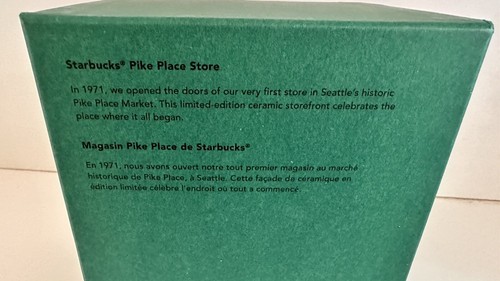 Starbucks® Pike Place Store
In 1971, we opened the doors of our very first store in Seattle's historic
Pike Place Market. This limited-edition ceramic storefront celebrates the
place where it all began.
Magasin Pike Place de Starbucks®
En 1971, nous avons ouvert notre tout premier magasin au marché
historique de Pike Place, à Seattle. Cette façade de céramique en
édition limitée célèbre l'endroit où tout a commencé.